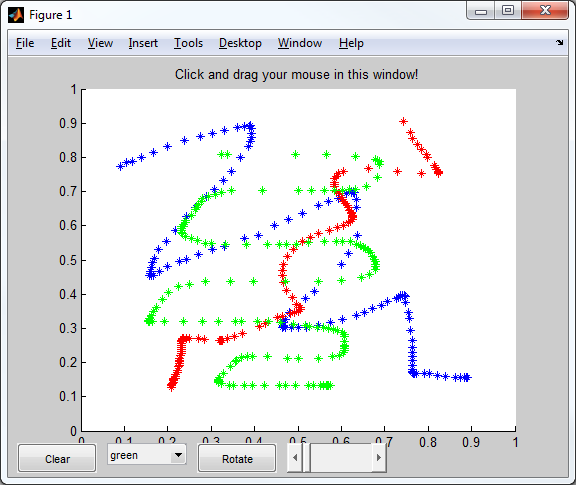 Figure 1
File Edit View Insert Tools Desktop Window Help
Click and drag your mouse in this window!
1
0.9
0.8
0.7
0.6
0.5
0.4
0.3
0.2
0.1
0
0 0.1 0.2 0.3 0.4 0.5 0.6 0.7 0.8 0.9 1
Clear green Rotate